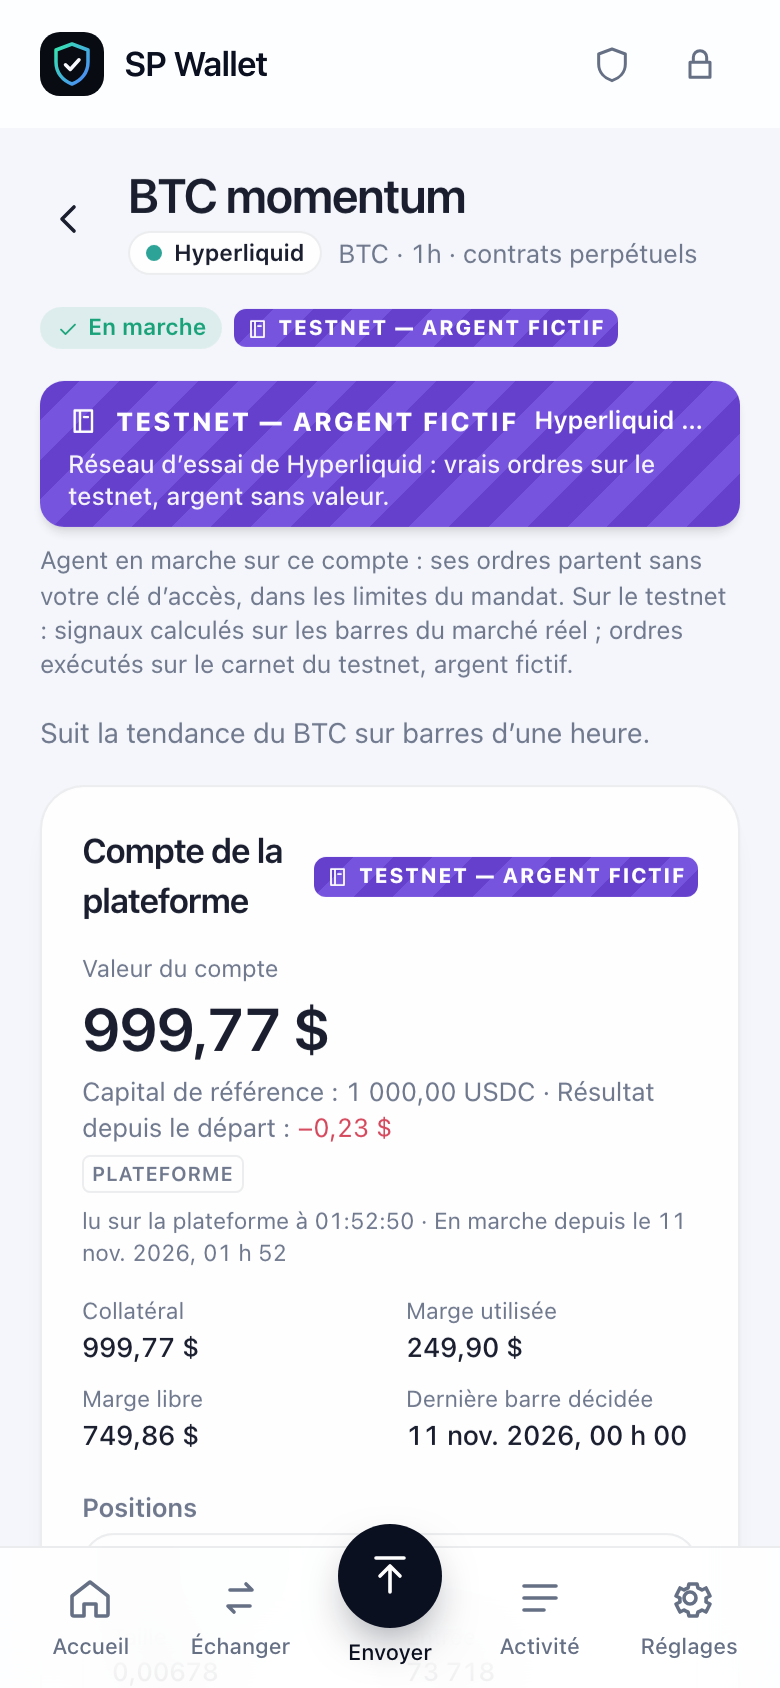 SP Wallet
BTC momentum
Hyperliquid BTC · 1h · contrats perpétuels
En marche TESTNET — ARGENT FICTIF
TESTNET — ARGENT FICTIF Hyperliquid ...
Réseau d’essai de Hyperliquid : vrais ordres sur le
testnet, argent sans valeur.
Agent en marche sur ce compte : ses ordres partent sans
votre clé d’accès, dans les limites du mandat. Sur le testnet
: signaux calculés sur les barres du marché réel ; ordres
exécutés sur le carnet du testnet, argent fictif.
Suit la tendance du BTC sur barres d’une heure.
Compte de la
plateforme
TESTNET — ARGENT FICTIF
Valeur du compte
999,77 $
Capital de référence : 1 000,00 USDC · Résultat
depuis le départ : −0,23 $
PLATEFORME
lu sur la plateforme à 01:52:50 · En marche depuis le 11
nov. 2026, 01 h 52
Collatéral Marge utilisée
999,77 $ 249,90 $
Marge libre Dernière barre décidée
749,86 $ 11 nov. 2026, 00 h 00
Positions
Accueil Échanger Envoyer Activité Réglages
0,00678 73 718